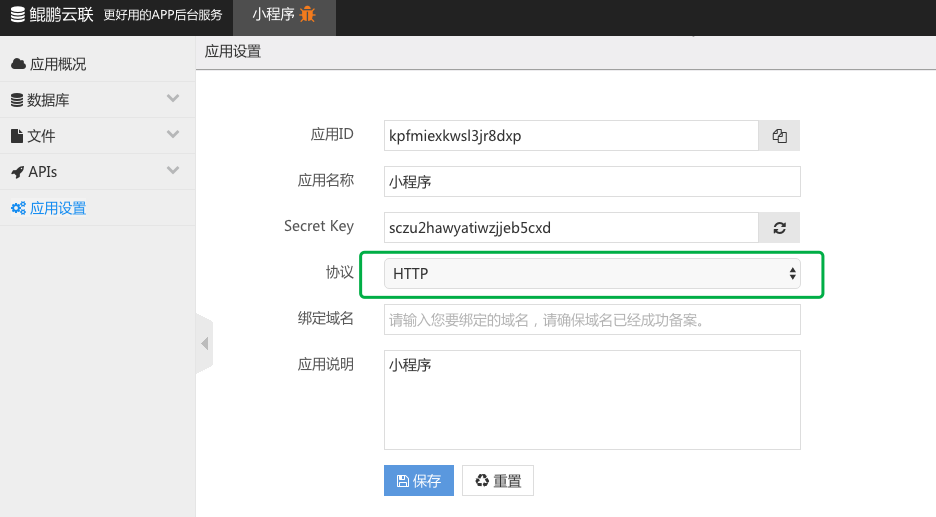 鲲鹏云联 更好用的APP后台服务 小程序
应用概况
数据库
文件
APIs
应用设置
应用设置
应用ID kpfmiexkwsl3jr8dxp
应用名称 小程序
Secret Key sczu2hawyatiwzjjeb5cxd
协议 HTTP
绑定域名 请输入您要绑定的域名，请确保域名已经成功备案。
应用说明 小程序
保存 重置